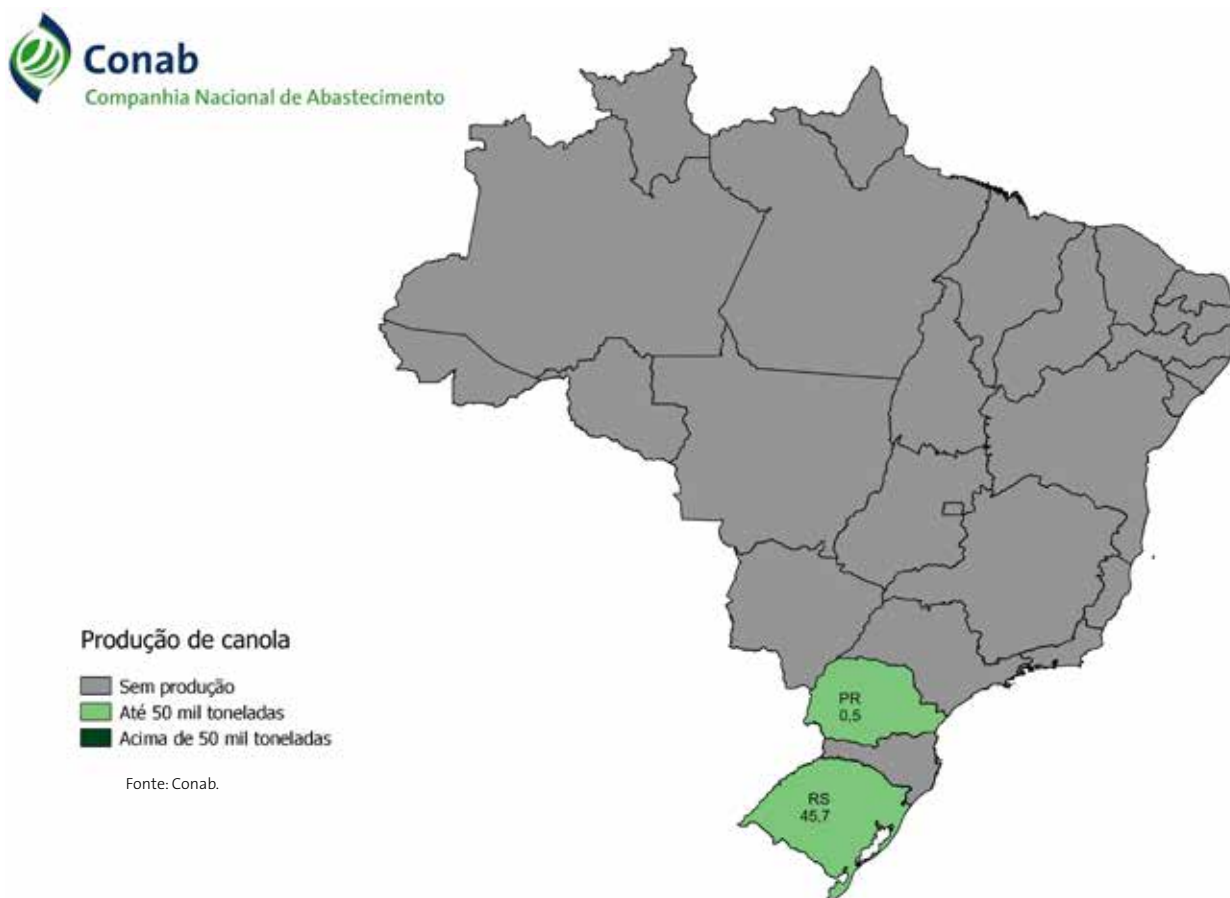 Conab
Companhia Nacional de Abastecimento
Produção de canola
Sem produção
Até 50 mil toneladas
Acima de 50 mil toneladas
Fonte: Conab.
PR
0,5
RS
45,7